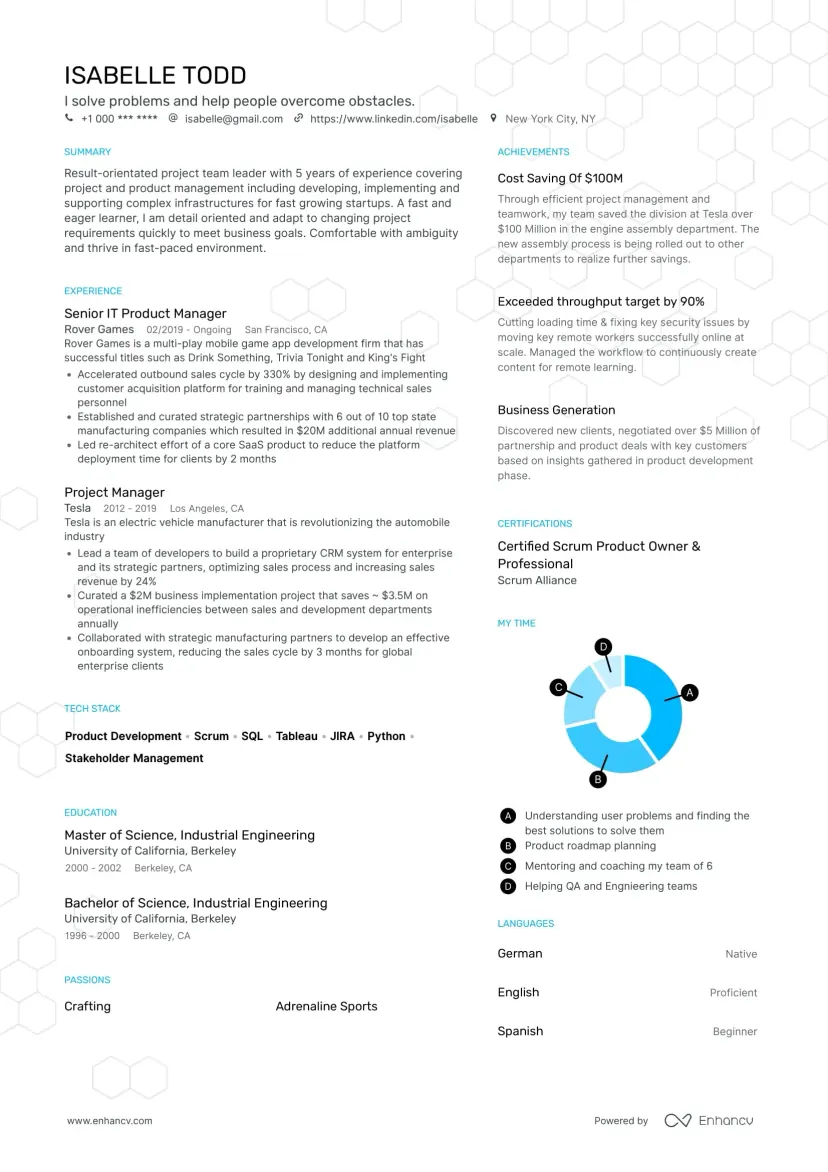 ISABELLE TODD
I solve problems and help people overcome obstacles.
+1 000 *** **** @ isabelle@gmail.com https://www.linkedin.com/isabelle New York City, NY
SUMMARY
Result-orientated project team leader with 5 years of experience covering
project and product management including developing, implementing and
supporting complex infrastructures for fast growing startups. A fast and
eager learner, I am detail oriented and adapt to changing project
requirements quickly to meet business goals. Comfortable with ambiguity
and thrive in fast-paced environment.
EXPERIENCE
Senior IT Product Manager
Rover Games 02/2019 - Ongoing San Francisco, CA
Rover Games is a multi-play mobile game app development firm that has
successful titles such as Drink Something, Trivia Tonight and King's Fight
• Accelerated outbound sales cycle by 330% by designing and implementing
customer acquisition platform for training and managing technical sales
personnel
• Established and curated strategic partnerships with 6 out of 10 top state
manufacturing companies which resulted in $20M additional annual revenue
• Led re-architect effort of a core SaaS product to reduce the platform
deployment time for clients by 2 months
Project Manager
Tesla 2012 - 2019 Los Angeles, CA
Tesla is an electric vehicle manufacturer that is revolutionizing the automobile
industry
• Lead a team of developers to build a proprietary CRM system for enterprise
and its strategic partners, optimizing sales process and increasing sales
revenue by 24%
• Curated a $2M business implementation project that saves ~ $3.5M on
operational inefficiencies between sales and development departments
annually
• Collaborated with strategic manufacturing partners to develop an effective
onboarding system, reducing the sales cycle by 3 months for global
enterprise clients
TECH STACK
Product Development • Scrum • SQL • Tableau • JIRA • Python •
Stakeholder Management
EDUCATION
Master of Science, Industrial Engineering
University of California, Berkeley
2000 - 2002 Berkeley, CA
Bachelor of Science, Industrial Engineering
University of California, Berkeley
1996 - 2000 Berkeley, CA
PASSIONS
Crafting Adrenaline Sports
ACHIEVEMENTS
Cost Saving Of $100M
Through efficient project management and
teamwork, my team saved the division at Tesla over
$100 Million in the engine assembly department. The
new assembly process is being rolled out to other
departments to realize further savings.
Exceeded throughput target by 90%
Cutting loading time & fixing key security issues by
moving key remote workers successfully online at
scale. Managed the workflow to continuously create
content for remote learning.
Business Generation
Discovered new clients, negotiated over $5 Million of
partnership and product deals with key customers
based on insights gathered in product development
phase.
CERTIFICATIONS
Certified Scrum Product Owner &
Professional
Scrum Alliance
MY TIME
D
A
C
B
A Understanding user problems and finding the
best solutions to solve them
B Product roadmap planning
C Mentoring and coaching my team of 6
D Helping QA and Engnieering teams
LANGUAGES
German Native
English Proficient
Spanish Beginner
www.enhancv.com
Powered by Enhancv